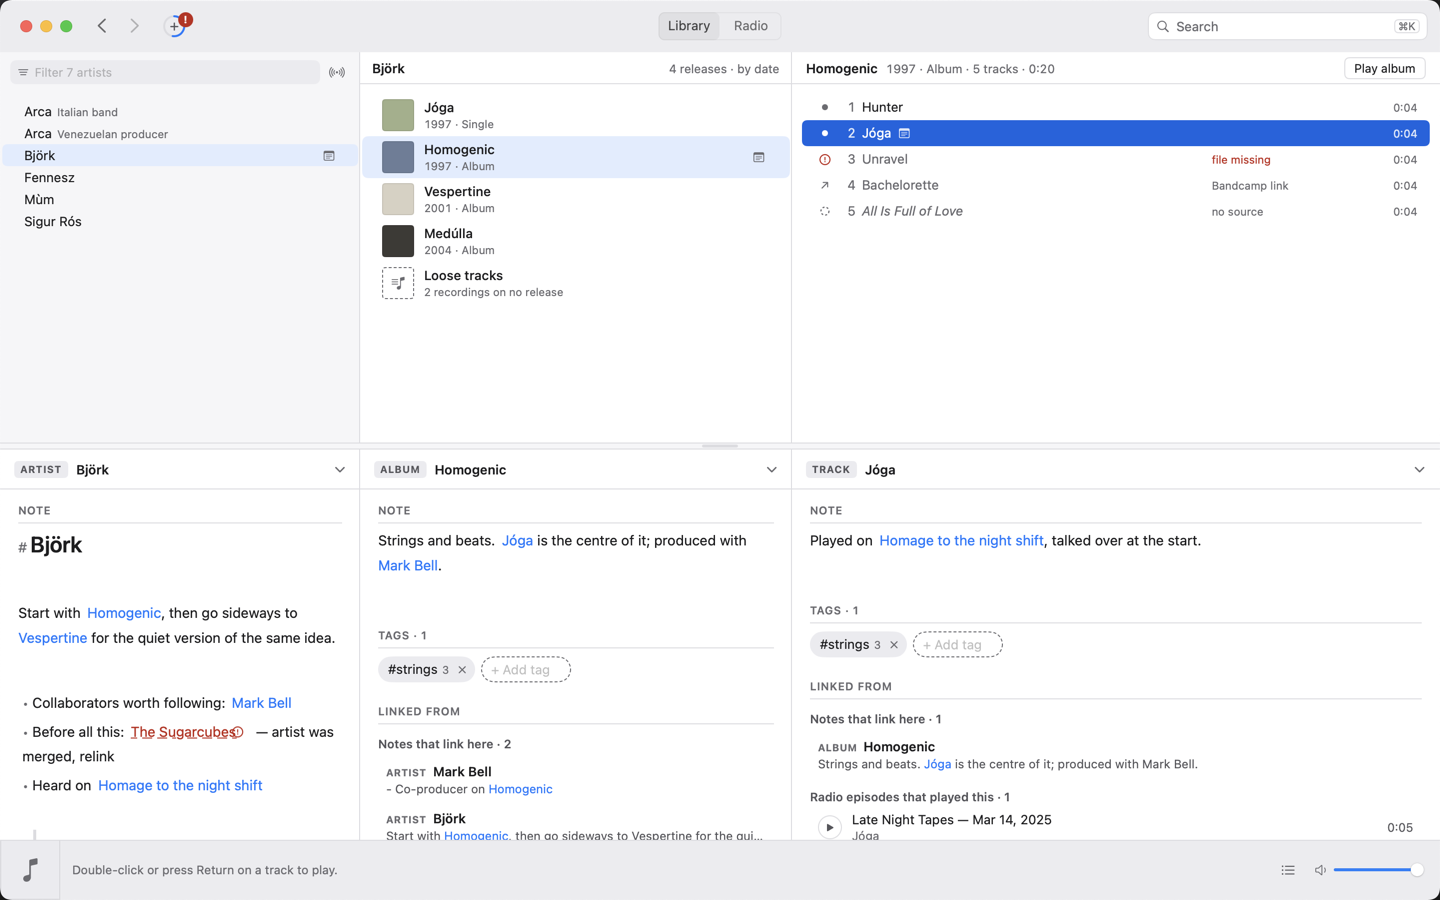 Library
Radio
Search
⌘K
Filter 7 artists
Arca Italian band
Arca Venezuelan producer
Björk
Fennesz
Mùm
Sigur Rós
Björk
4 releases · by date
Jóga
1997 · Single
Homogenic
1997 · Album
Vespertine
2001 · Album
Medúlla
2004 · Album
Loose tracks
2 recordings on no release
Homogenic 1997 · Album · 5 tracks · 0:20
Play album
1 Hunter 0:04
2 Jóga 0:04
3 Unravel file missing 0:04
4 Bachelorette Bandcamp link 0:04
5 All Is Full of Love no source 0:04
ARTIST Björk
NOTE
# Björk
Start with Homogenic, then go sideways to
Vespertine for the quiet version of the same idea.
• Collaborators worth following: Mark Bell
• Before all this: The Sugarcubes — artist was
merged, relink
• Heard on Homage to the night shift
ALBUM Homogenic
NOTE
Strings and beats. Jóga is the centre of it; produced with
Mark Bell.
TAGS · 1
#strings 3 ×
+ Add tag
LINKED FROM
Notes that link here · 2
ARTIST Mark Bell
- Co-producer on Homogenic
ARTIST Björk
Start with Homogenic, then go sideways to Vespertine for the qui…
TRACK Jóga
NOTE
Played on Homage to the night shift, talked over at the start.
TAGS · 1
#strings 3 ×
+ Add tag
LINKED FROM
Notes that link here · 1
ALBUM Homogenic
Strings and beats. Jóga is the centre of it; produced with Mark Bell.
Radio episodes that played this · 1
Late Night Tapes — Mar 14, 2025
Jóga
0:05
Double-click or press Return on a track to play.